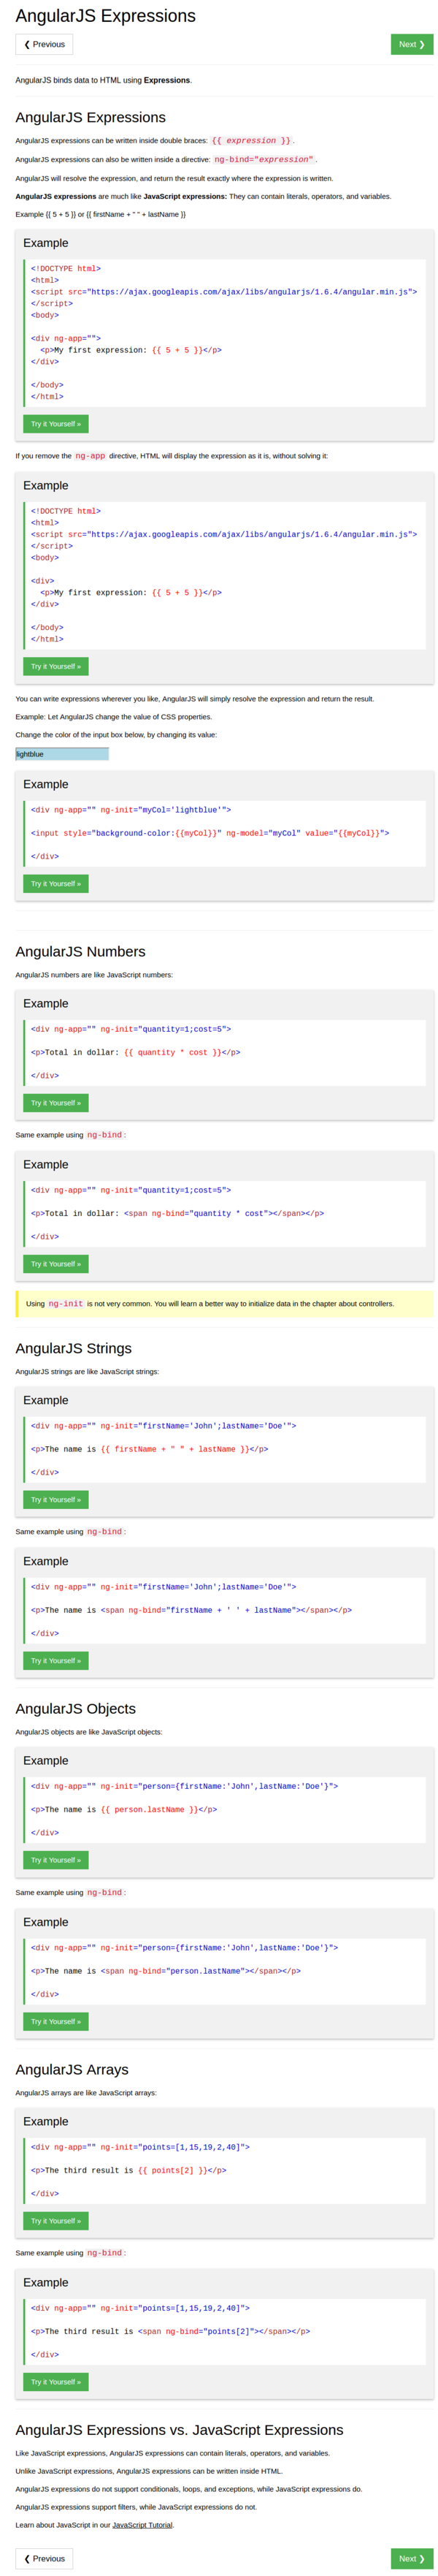 AngularJS Expressions
❮ Previous
Next ❯
AngularJS binds data to HTML using Expressions.
AngularJS Expressions
AngularJS expressions can be written inside double braces: {{ expression }}.
AngularJS expressions can also be written inside a directive: ng-bind="expression".
AngularJS will resolve the expression, and return the result exactly where the expression is written.
AngularJS expressions are much like JavaScript expressions: They can contain literals, operators, and variables.
Example {{ 5 + 5 }} or {{ firstName + " " + lastName }}
Example
<!DOCTYPE html>
<html>
<script src="https://ajax.googleapis.com/ajax/libs/angularjs/1.6.4/angular.min.js">
</script>
<body>
<div ng-app="">
<p>My first expression: {{ 5 + 5 }}</p>
</div>
</body>
</html>
Try it Yourself »
If you remove the ng-app directive, HTML will display the expression as it is, without solving it:
Example
<!DOCTYPE html>
<html>
<script src="https://ajax.googleapis.com/ajax/libs/angularjs/1.6.4/angular.min.js">
</script>
<body>
<div>
<p>My first expression: {{ 5 + 5 }}</p>
</div>
</body>
</html>
Try it Yourself »
You can write expressions wherever you like, AngularJS will simply resolve the expression and return the result.
Example: Let AngularJS change the value of CSS properties.
Change the color of the input box below, by changing its value:
lightblue
Example
<div ng-app="" ng-init="myCol='lightblue'">
<input style="background-color:{{myCol}}" ng-model="myCol" value="{{myCol}}">
</div>
Try it Yourself »
AngularJS Numbers
AngularJS numbers are like JavaScript numbers:
Example
<div ng-app="" ng-init="quantity=1;cost=5">
<p>Total in dollar: {{ quantity * cost }}</p>
</div>
Try it Yourself »
Same example using ng-bind:
Example
<div ng-app="" ng-init="quantity=1;cost=5">
<p>Total in dollar: <span ng-bind="quantity * cost"></span></p>
</div>
Try it Yourself »
Using ng-init is not very common. You will learn a better way to initialize data in the chapter about controllers.
AngularJS Strings
AngularJS strings are like JavaScript strings:
Example
<div ng-app="" ng-init="firstName='John';lastName='Doe'">
<p>The name is {{ firstName + " " + lastName }}</p>
</div>
Try it Yourself »
Same example using ng-bind:
Example
<div ng-app="" ng-init="firstName='John';lastName='Doe'">
<p>The name is <span ng-bind="firstName + ' ' + lastName"></span></p>
</div>
Try it Yourself »
AngularJS Objects
AngularJS objects are like JavaScript objects:
Example
<div ng-app="" ng-init="person={firstName:'John',lastName:'Doe'}">
<p>The name is {{ person.lastName }}</p>
</div>
Try it Yourself »
Same example using ng-bind:
Example
<div ng-app="" ng-init="person={firstName:'John',lastName:'Doe'}">
<p>The name is <span ng-bind="person.lastName"></span></p>
</div>
Try it Yourself »
AngularJS Arrays
AngularJS arrays are like JavaScript arrays:
Example
<div ng-app="" ng-init="points=[1,15,19,2,40]">
<p>The third result is {{ points[2] }}</p>
</div>
Try it Yourself »
Same example using ng-bind:
Example
<div ng-app="" ng-init="points=[1,15,19,2,40]">
<p>The third result is <span ng-bind="points[2]"></span></p>
</div>
Try it Yourself »
AngularJS Expressions vs. JavaScript Expressions
Like JavaScript expressions, AngularJS expressions can contain literals, operators, and variables.
Unlike JavaScript expressions, AngularJS expressions can be written inside HTML.
AngularJS expressions do not support conditionals, loops, and exceptions, while JavaScript expressions do.
AngularJS expressions support filters, while JavaScript expressions do not.
Learn about JavaScript in our JavaScript Tutorial.
❮ Previous
Next ❯